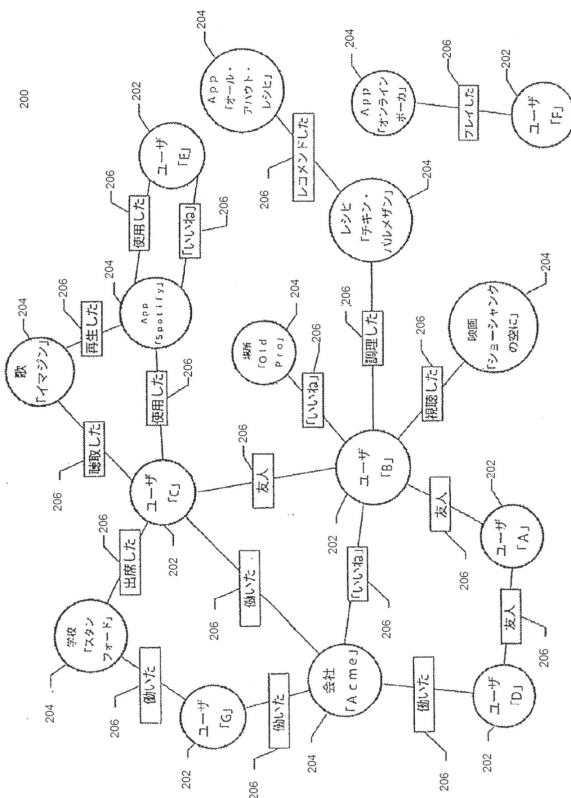 200
204
歌
「イマジン」
206
再生した
204
206
使用した
202
ユーザ
「E」
204
App
「オール・
アバウト・
レシピ」
206
聴取した
App
「Spotify」
「いいね」
206
206
レコメンドした
206
使用した
204
学校
「スタン
フォード」
206
出席した
ユーザ
「C」
202
204
場所
「Old
Pro」
206
「いいね」
レシピ
「チキン・
パルメザン」
204
204
App
「オンライン
ポーカ」
206
調理した
206
プレイした
206
働いた
206
友人
202
ユーザ
「F」
202
ユーザ
「G」
206
働いた
206
働いた
ユーザ
「B」
202
206
視聴した
204
映画
「ショーシャンク
の空に」
204
会社
「Acme」
「いいね」
206
友人
206
206
働いた
202
ユーザ
「D」
友人
206
202
ユーザ
「A」